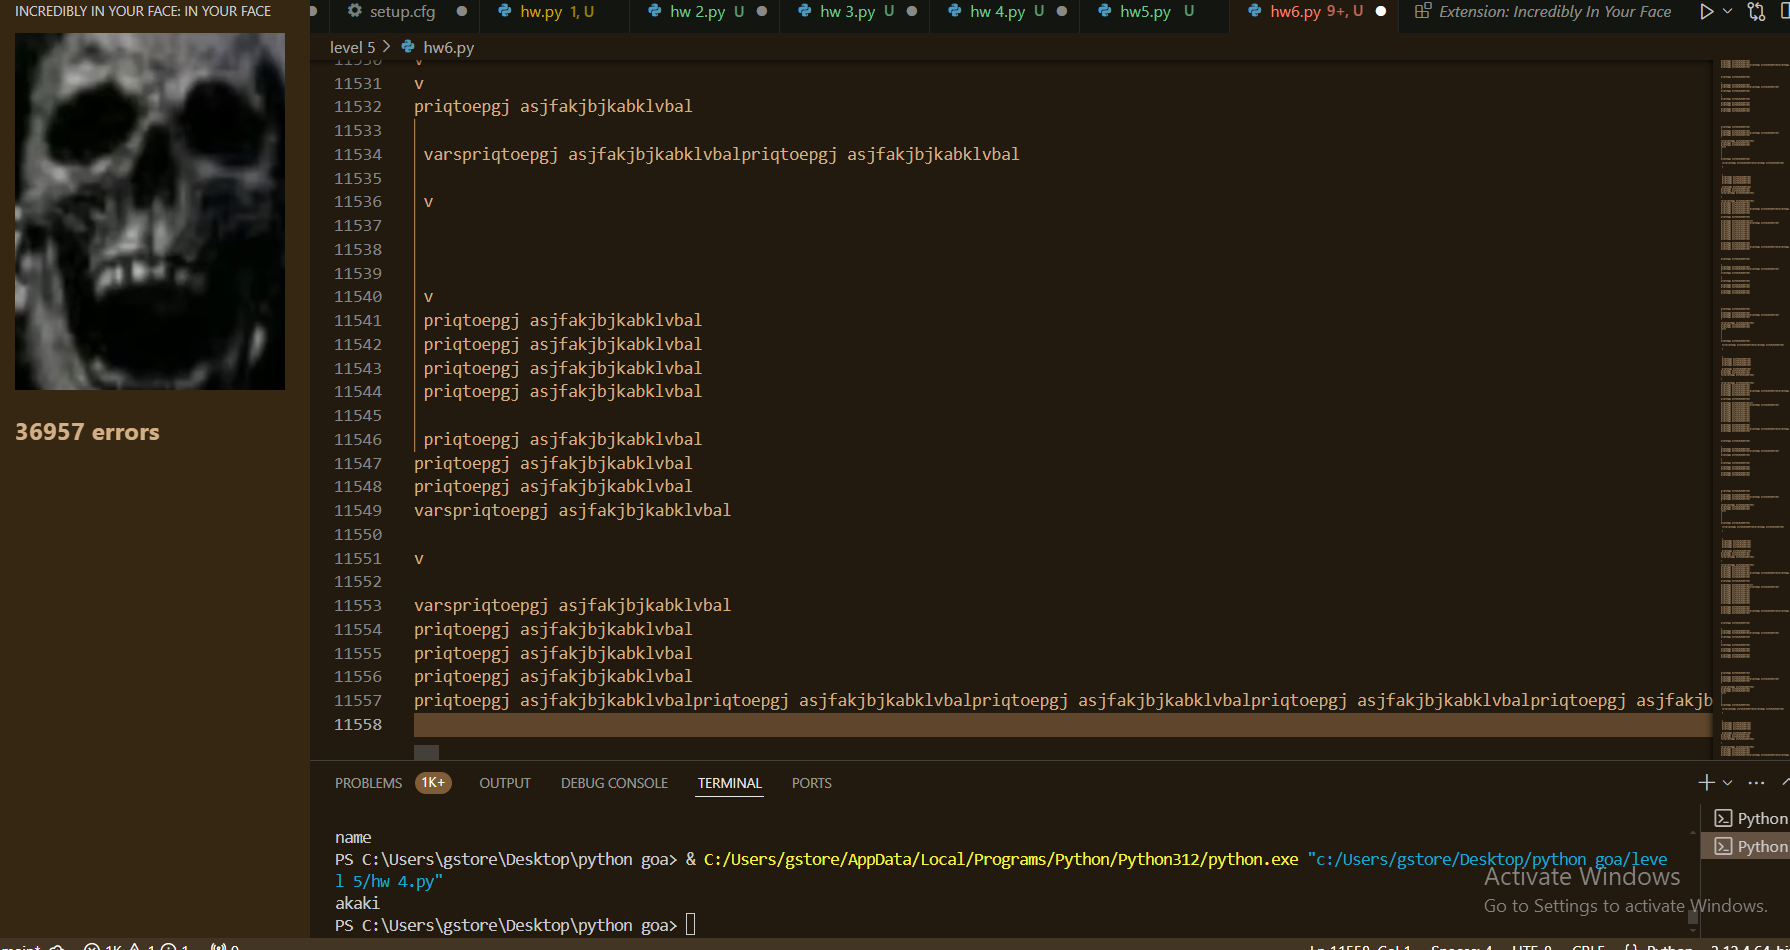 INCREDIBLY IN YOUR FACE: IN YOUR FACE
36957 errors
setup.cfg
hw.py 1, U
hw 2.py U
hw 3.py U
hw 4.py U
hw5.py U
hw6.py 9+, U
Extension: Incredibly In Your Face
level 5 > hw6.py
11530 v
11531 v
11532 priqtoepgj asjfakjbjkabklvbal
11533
11534 varspriqtoepgj asjfakjbjkabklvbalpriqtoepgj asjfakjbjkabklvbal
11535
11536 v
11537
11538
11539
11540 v
11541 priqtoepgj asjfakjbjkabklvbal
11542 priqtoepgj asjfakjbjkabklvbal
11543 priqtoepgj asjfakjbjkabklvbal
11544 priqtoepgj asjfakjbjkabklvbal
11545
11546 priqtoepgj asjfakjbjkabklvbal
11547 priqtoepgj asjfakjbjkabklvbal
11548 priqtoepgj asjfakjbjkabklvbal
11549 varspriqtoepgj asjfakjbjkabklvbal
11550
11551 v
11552
11553 varspriqtoepgj asjfakjbjkabklvbal
11554 priqtoepgj asjfakjbjkabklvbal
11555 priqtoepgj asjfakjbjkabklvbal
11556 priqtoepgj asjfakjbjkabklvbal
11557 priqtoepgj asjfakjbjkabklvbalpriqtoepgj asjfakjbjkabklvbalpriqtoepgj asjfakjbjkabklvbalpriqtoepgj asjfakjbjkabklvbalpriqtoepgj asjfakjb
11558
PROBLEMS 1K+ OUTPUT DEBUG CONSOLE TERMINAL PORTS
name
PS C:\Users\gstore\Desktop\python goa> & C:/Users/gstore/AppData/Local/Programs/Python/Python312/python.exe "c:/Users/gstore/Desktop/python goa/leve
l 5/hw 4.py"
akaki
PS C:\Users\gstore\Desktop\python goa>
Python
Python
Activate Windows
Go to Settings to activate Windows.